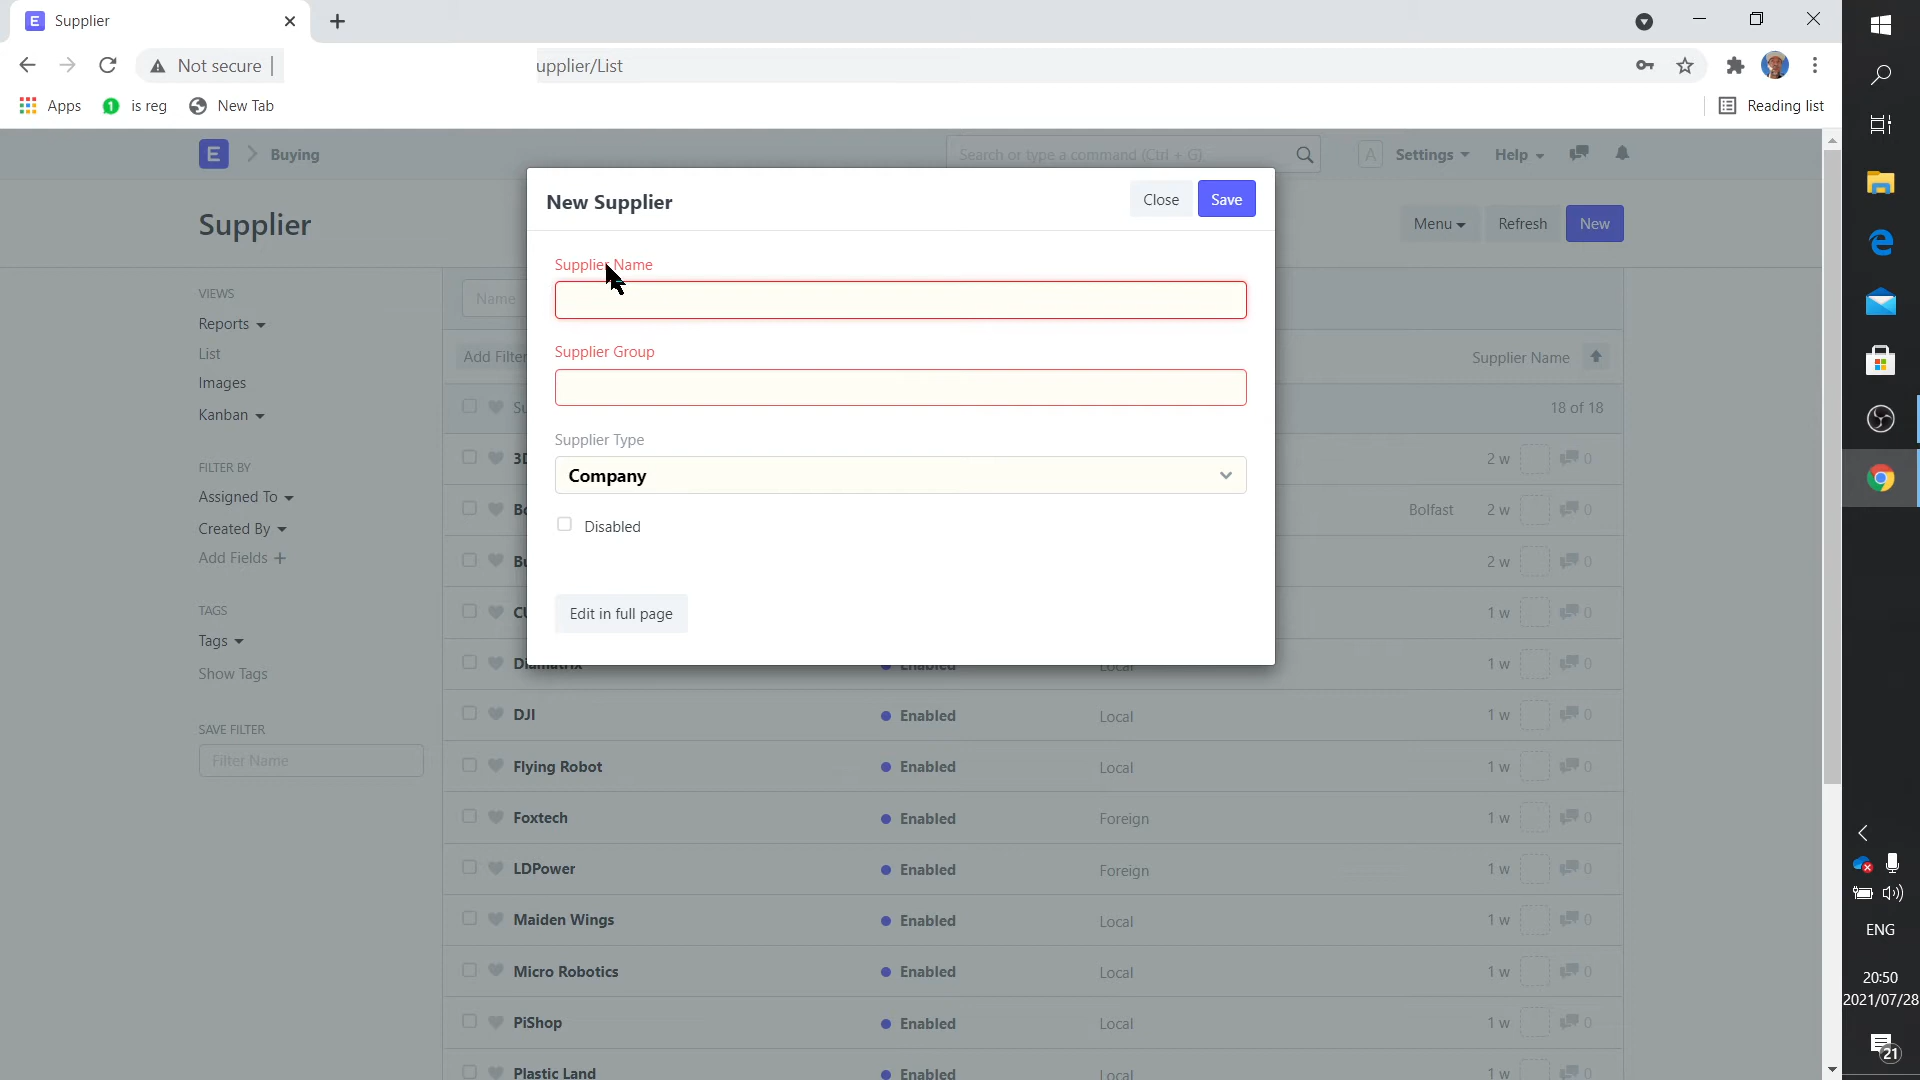 Supplier
Not secure
upplier/List
Apps
is reg
New Tab
Reading list
E
Buying
Search or type a command (Ctrl + G)
A
Settings
Help
Supplier
Menu
Refresh
New
New Supplier
Close
Save
Supplier Name
Supplier Group
Supplier Type
Company
Disabled
Edit in full page
VIEWS
Reports
List
Images
Kanban
FILTER BY
Assigned To
Created By
Add Fields +
TAGS
Tags
Show Tags
SAVE FILTER
Filter Name
Name
Add Filter
Supplier Name
18 of 18
2 w 0
Bolfast 2 w 0
2 w 0
1 w 0
Diamatrix Enabled Local 1 w 0
DJI Enabled Local 1 w 0
Flying Robot Enabled Local 1 w 0
Foxtech Enabled Foreign 1 w 0
LDPower Enabled Foreign 1 w 0
Maiden Wings Enabled Local 1 w 0
Micro Robotics Enabled Local 1 w 0
PiShop Enabled Local 1 w 0
Plastic Land Enabled Local 1 w 0
ENG
20:50
2021/07/28
21